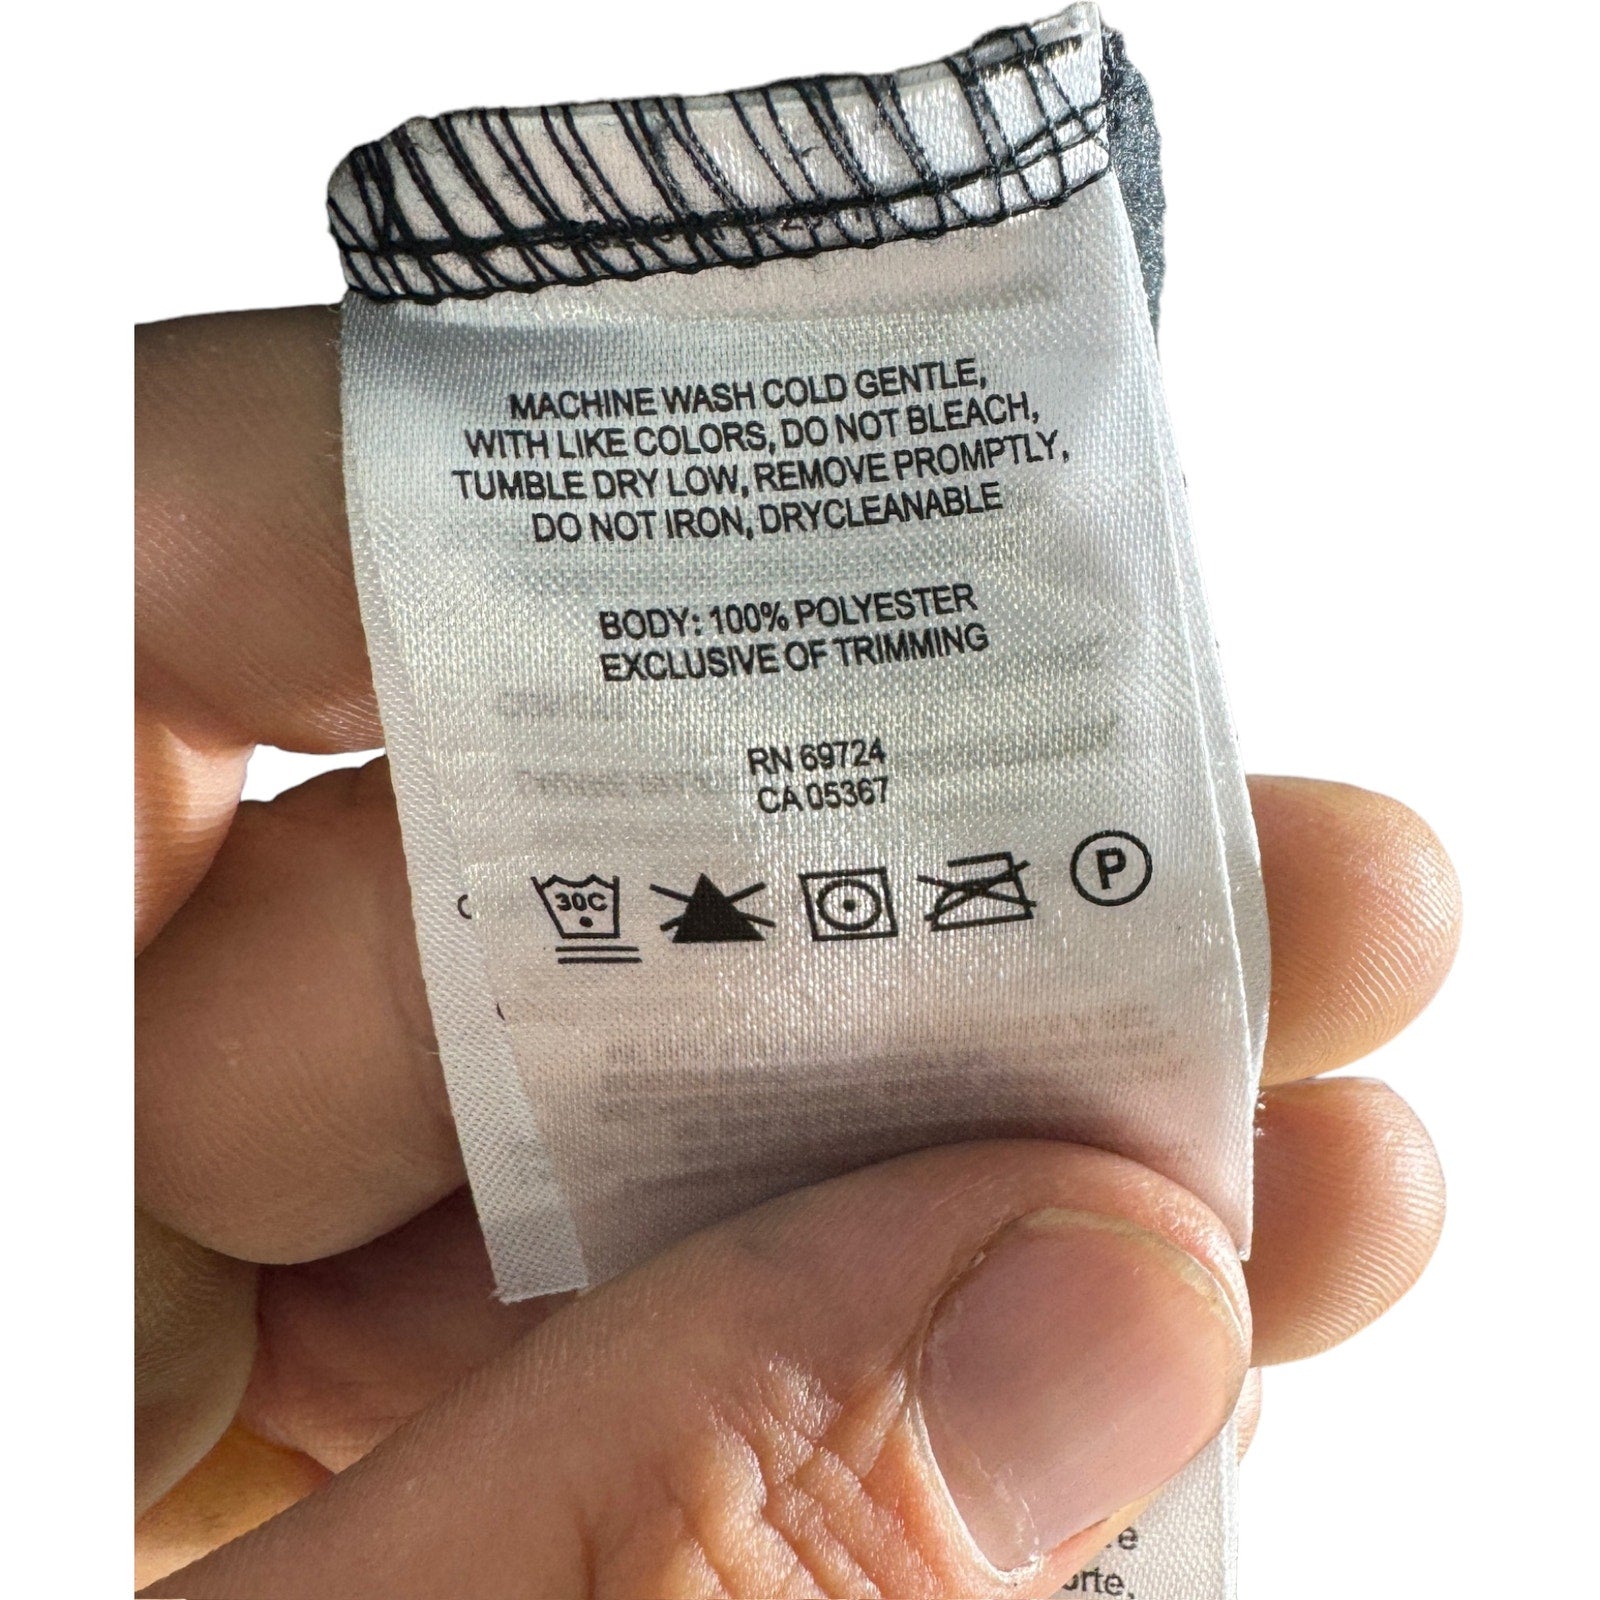 MACHINE WASH COLD GENTLE,
WITH LIKE COLORS, DO NOT BLEACH,
TUMBLE DRY LOW, REMOVE PROMPTLY,
DO NOT IRON, DRYCLEANABLE
BODY: 100% POLYESTER
EXCLUSIVE OF TRIMMING
RN 69724
CA 05367
30C
P